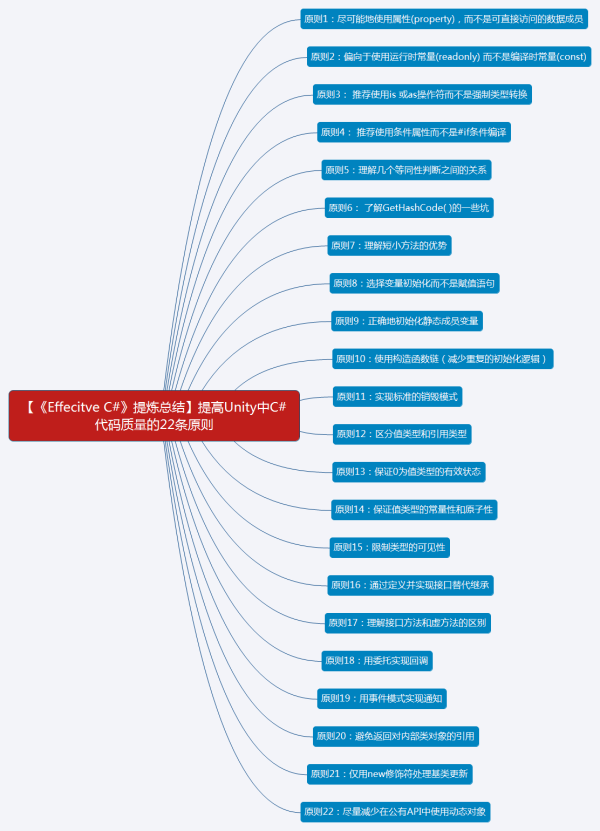 原则1：尽可能地使用属性(property)，而不是可直接访问的数据成员
原则2：偏向于使用运行时常量(readonly) 而不是编译时常量(const)
原则3： 推荐使用is 或as操作符而不是强制类型转换
原则4： 推荐使用条件属性而不是#if条件编译
原则5：理解几个等同性判断之间的关系
原则6： 了解GetHashCode( )的一些坑
原则7：理解短小方法的优势
原则8：选择变量初始化而不是赋值语句
原则9：正确地初始化静态成员变量
原则10：使用构造函数链（减少重复的初始化逻辑）
【《Effecitve C#》提炼总结】提高Unity中C#
代码质量的22条原则
原则11：实现标准的销毁模式
原则12：区分值类型和引用类型
原则13：保证0为值类型的有效状态
原则14：保证值类型的常量性和原子性
原则15：限制类型的可见性
原则16：通过定义并实现接口替代继承
原则17：理解接口方法和虚方法的区别
原则18：用委托实现回调
原则19：用事件模式实现通知
原则20：避免返回对内部类对象的引用
原则21：仅用new修饰符处理基类更新
原则22：尽量减少在公有API中使用动态对象